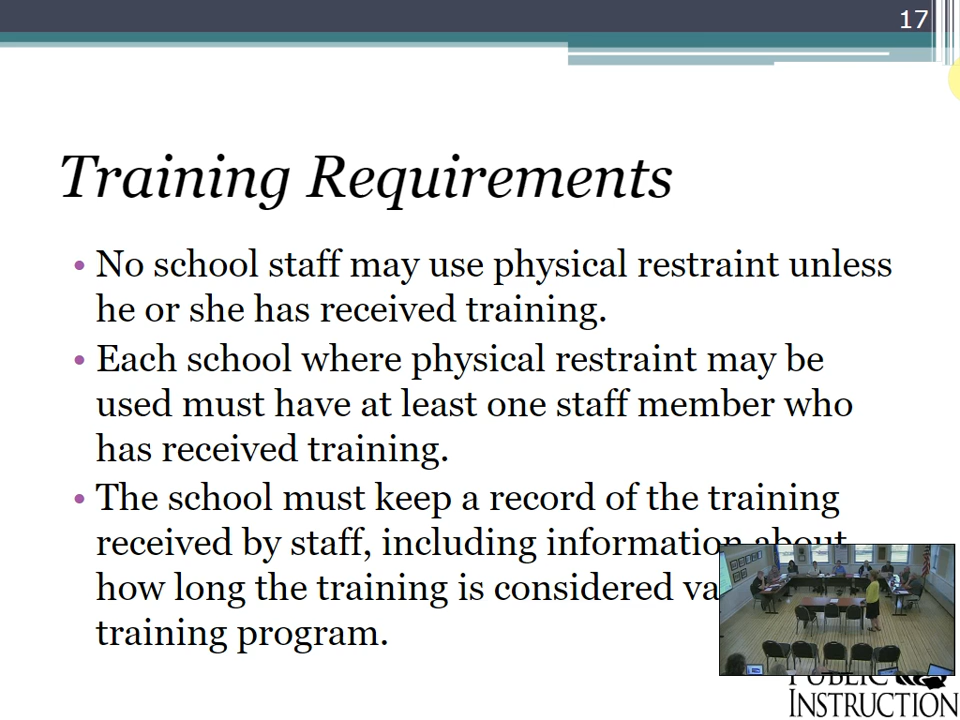 17
Training Requirements
• No school staff may use physical restraint unless
he or she has received training.
• Each school where physical restraint may be
used must have at least one staff member who
has received training.
• The school must keep a record of the training
received by staff, including information about
how long the training is considered
training program.
PUBLIC
INSTRUCTION